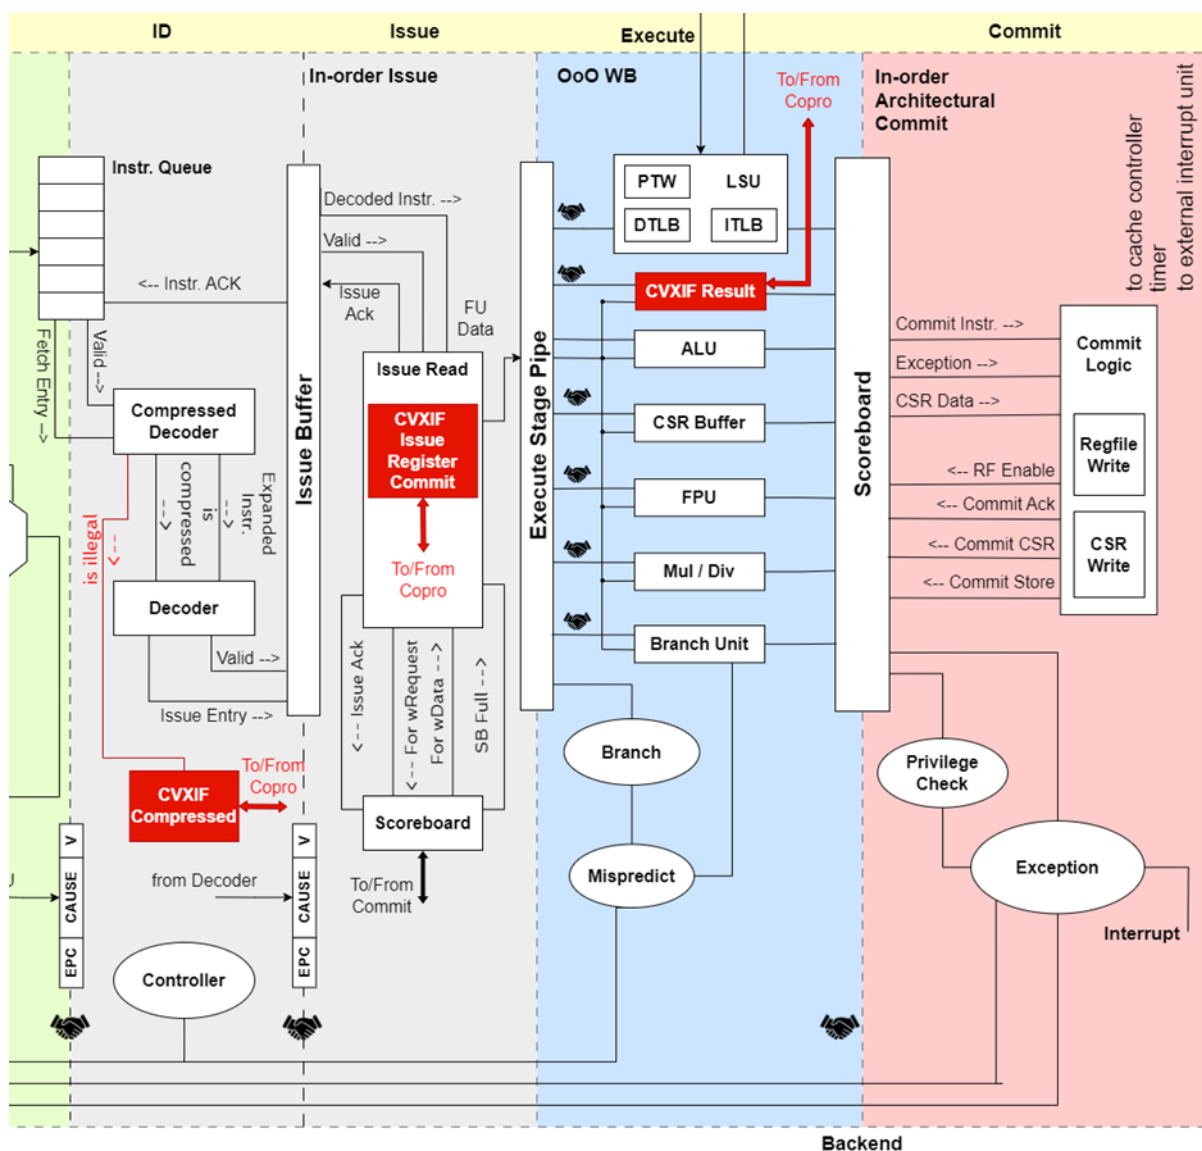 ID
Issue
Execute
Commit
In-order Issue
OoO WB
To/From
Copro
In-order
Architectural
Commit
to cache controller
timer
to external interrupt unit
Instr. Queue
Decoded Instr. -->
Valid -->
<-- Instr. ACK
Issue
Ack
FU
Data
Fetch Entry -->
Valid -->
Compressed
Decoder
is illegal
-->
compressed
is
-->
Expanded
Instr.
-->
Decoder
Valid -->
Issue Entry -->
CVXIF
Compressed
To/From
Copro
Issue Buffer
Issue Read
CVXIF
Issue
Register
Commit
To/From
Copro
<-- Issue Ack
<-- For wRequest
For wData -->
SB Full -->
Scoreboard
To/From
Commit
Execute Stage Pipe
PTW
LSU
DTLB
ITLB
CVXIF Result
ALU
CSR Buffer
FPU
Mul / Div
Branch Unit
Branch
Mispredict
Scoreboard
Commit Instr. -->
Exception -->
CSR Data -->
<-- RF Enable
<-- Commit Ack
<-- Commit CSR
<-- Commit Store
Commit
Logic
Regfile
Write
CSR
Write
Privilege
Check
Exception
Interrupt
V
CAUSE
EPC
from Decoder
V
CAUSE
EPC
Controller
Backend